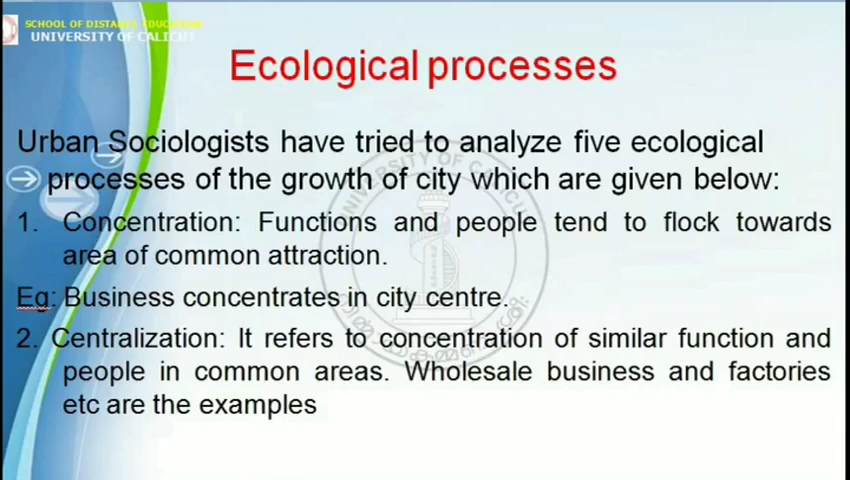 SCHOOL OF DISTANCE EDUCATION
UNIVERSITY OF CALICUT
Ecological processes
Urban Sociologists have tried to analyze five ecological
processes of the growth of city which are given below:
1. Concentration: Functions and people tend to flock towards
area of common attraction.
Eg: Business concentrates in city centre.
2. Centralization: It refers to concentration of similar function and
people in common areas. Wholesale business and factories
etc are the examples
UNIVERSITY OF CALICUT